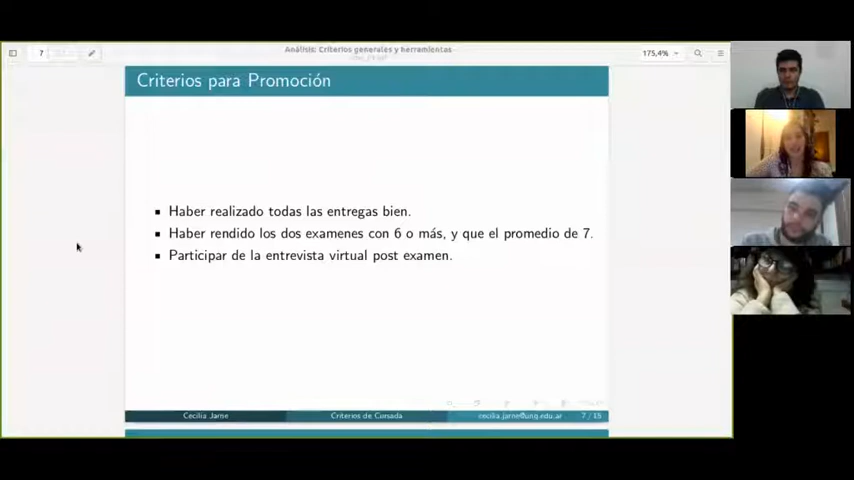 7
Análisis: Criterios generales y herramientas
175,4%
Criterios para Promoción
Haber realizado todas las entregas bien.
Haber rendido los dos examenes con 6 o más, y que el promedio de 7.
Participar de la entrevista virtual post examen.
Cecilia Jarne
Criterios de Cursada
cecilia.jarne@unq.edu.ar
7 / 15